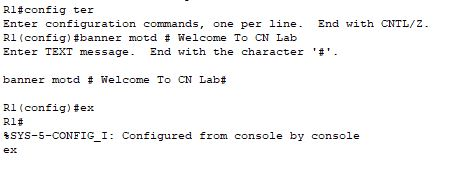 R1#config ter
Enter configuration commands, one per line.  End with CNTL/Z.
R1(config)#banner motd # Welcome To CN Lab
Enter TEXT message.  End with the character '#'.
banner motd # Welcome To CN Lab#
R1(config)#ex
R1#
%SYS-5-CONFIG_I: Configured from console by console
ex